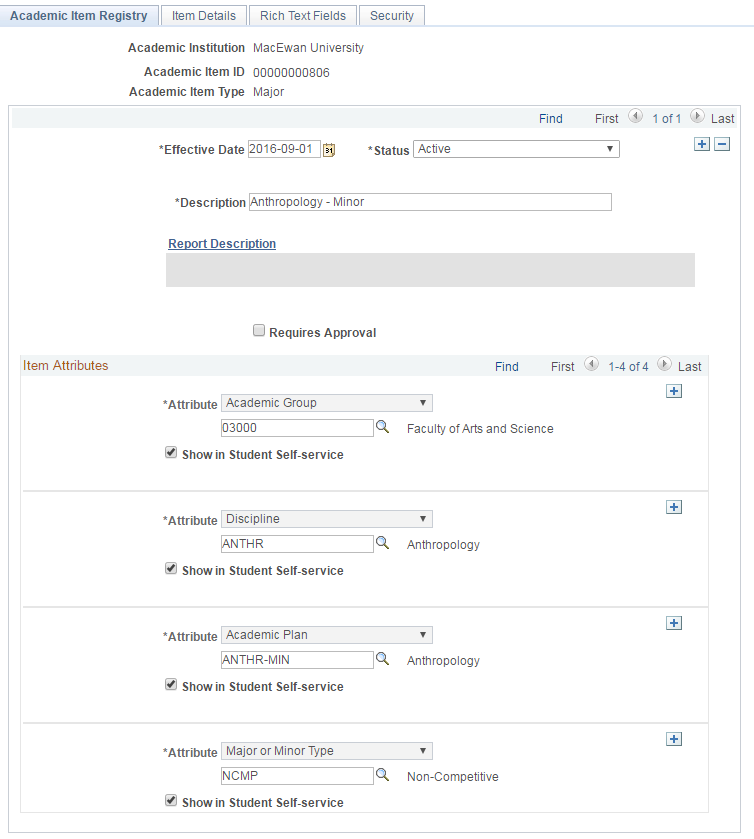 Academic Item Registry Item Details Rich Text Fields Security
Academic Institution MacEwan University
Academic Item ID 00000000806
Academic Item Type Major
Find First 1 of 1 Last
*Effective Date 2016-09-01 31 *Status Active
*Description Anthropology - Minor
Report Description
Requires Approval
Item Attributes Find First 1-4 of 4 Last
*Attribute Academic Group
03000 Faculty of Arts and Science
Show in Student Self-service
*Attribute Discipline
ANTHR Anthropology
Show in Student Self-service
*Attribute Academic Plan
ANTHR-MIN Anthropology
Show in Student Self-service
*Attribute Major or Minor Type
NCMP Non-Competitive
Show in Student Self-service